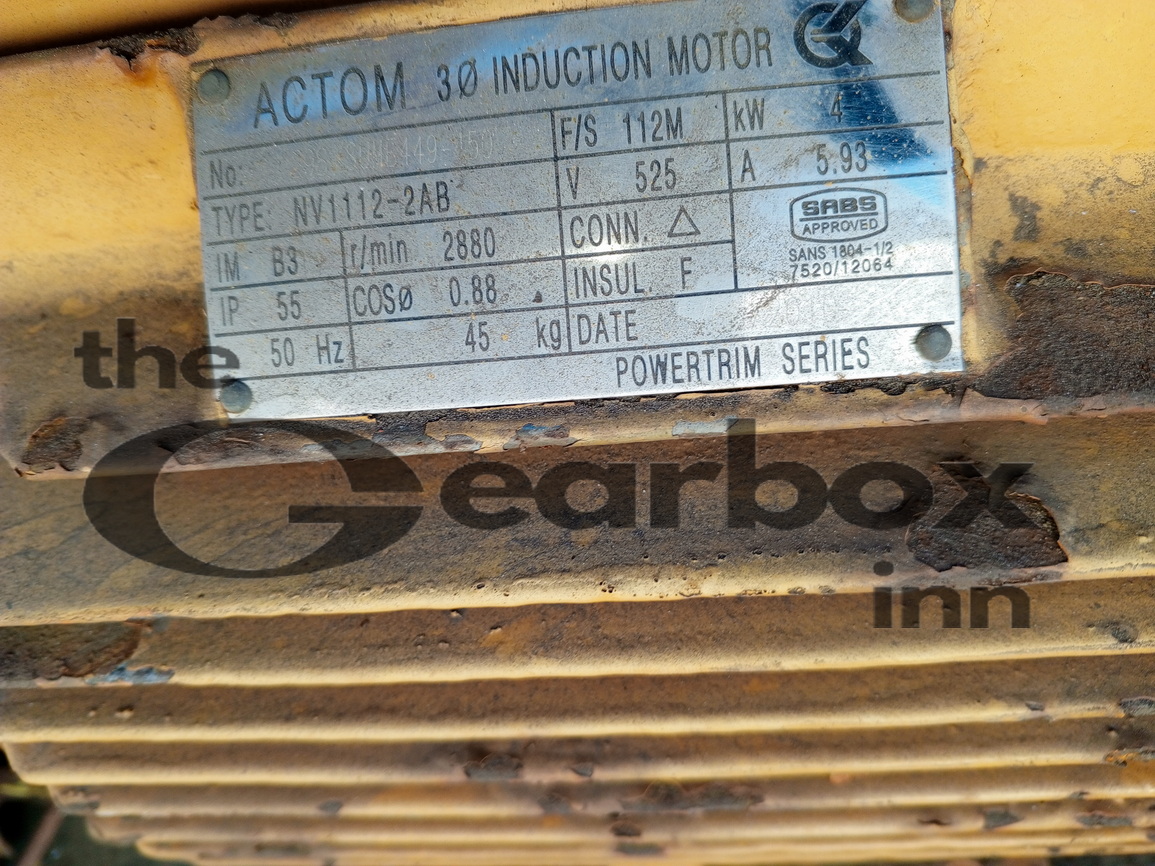 ACTOM 3Ø INDUCTION MOTOR
No: F/S 112M kW 4
TYPE: NV1112-2AB V 525 A 5.93
IM B3 r/min 2880 CONN. △ SABS APPROVED
IP 55 COSø 0.88 INSUL. F SANS 1804-1/2
7520/12064
50 Hz 45 kg DATE
POWERTRIM SERIES
the
Gearbox
inn